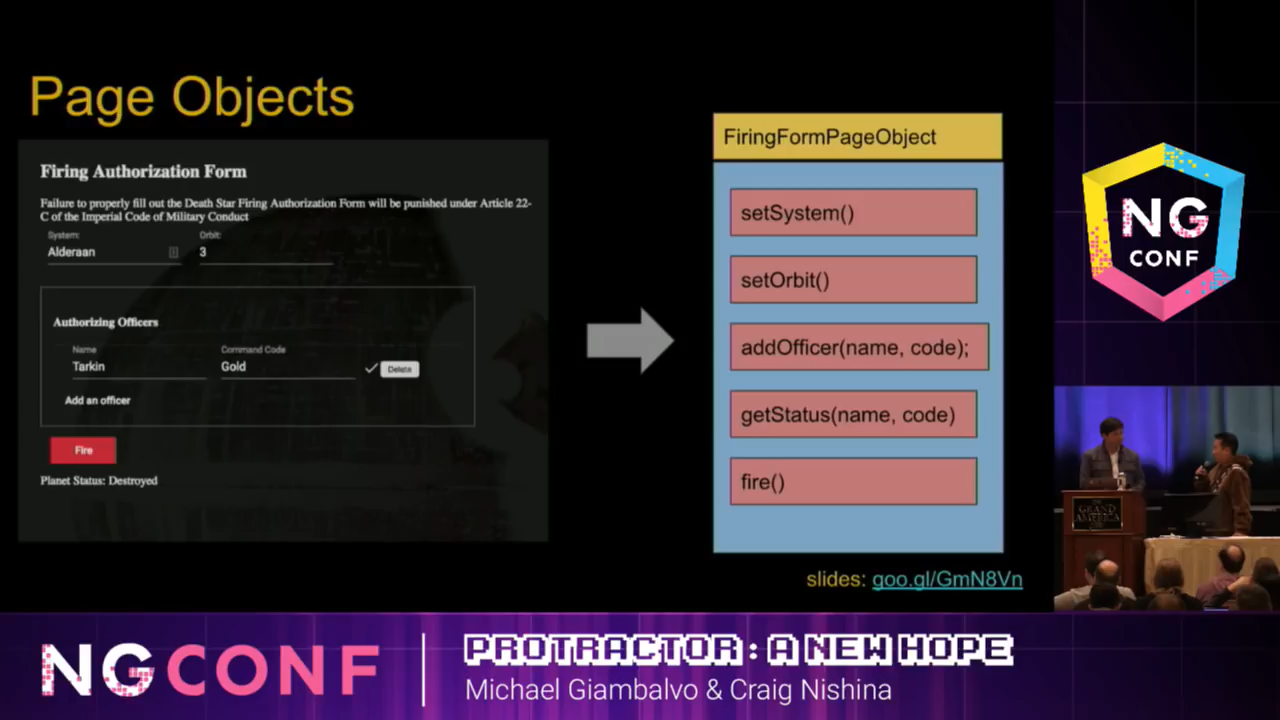 Page Objects
Firing Authorization Form
Failure to properly fill out the Death Star Firing Authorization Form will be punished under Article 22-
C of the Imperial Code of Military Conduct
System: Orbit:
Alderaan 3
Authorizing Officers
Name Command Code
Tarkin Gold Delete
Add an officer
Fire
Planet Status: Destroyed
FiringFormPageObject
setSystem()
setOrbit()
addOfficer(name, code);
getStatus(name, code)
fire()
slides: goo.gl/GmN8Vn
NG
CONF
GRAND
AMERICA
NGCONF
PROTRACTOR: A NEW HOPE
Michael Giambalvo & Craig Nishina